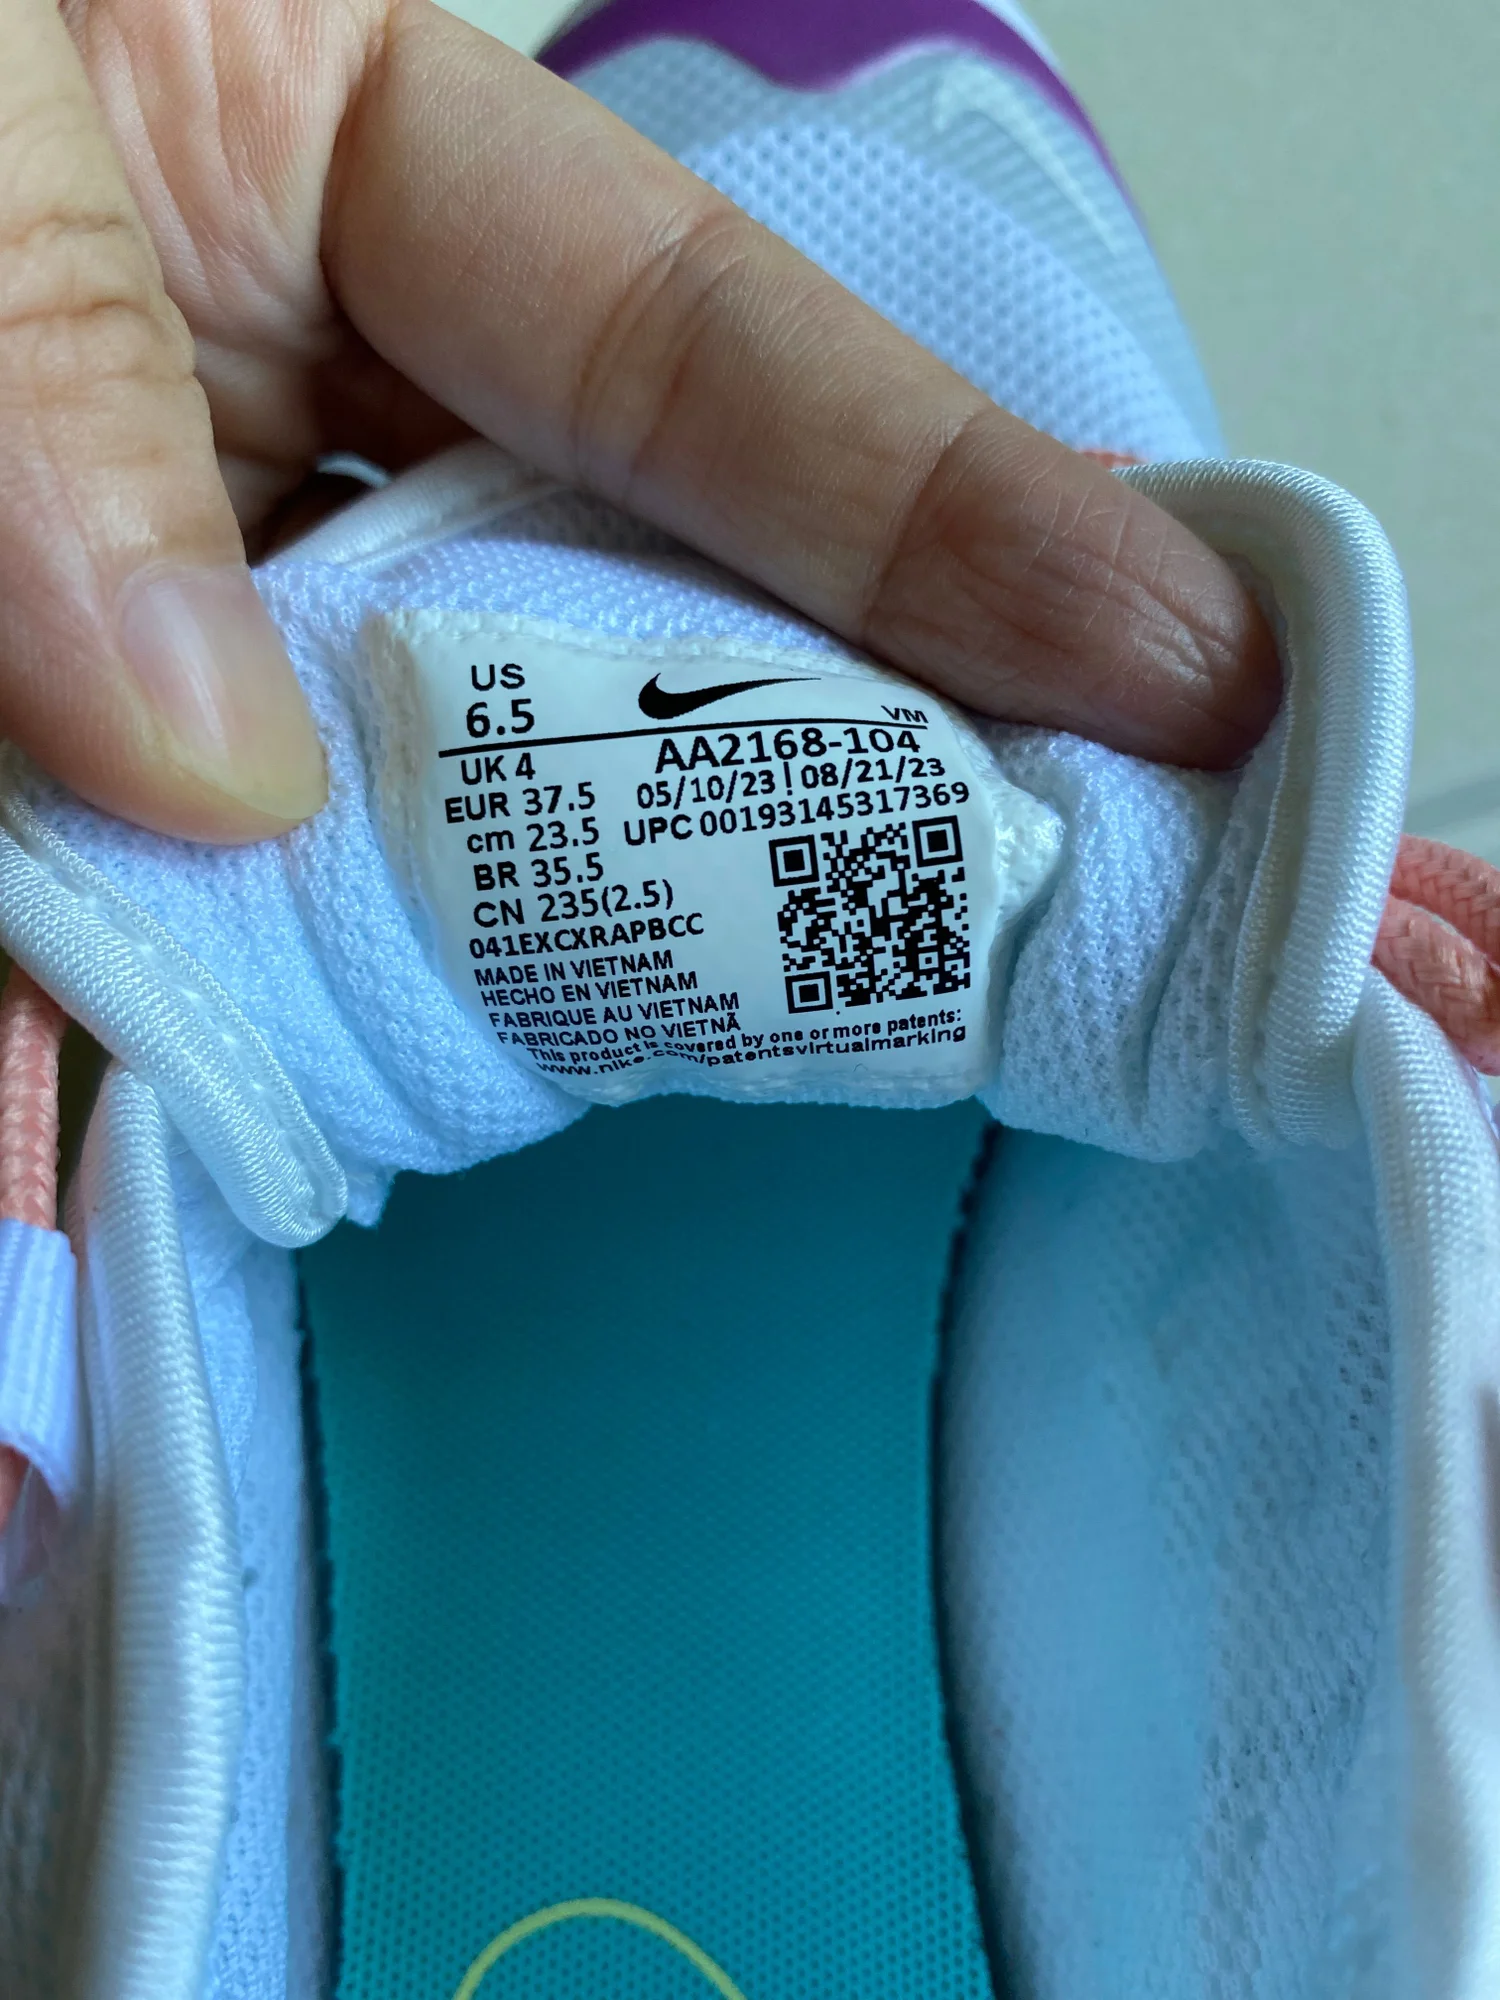 US
6.5
VM
UK 4
AA2168-104
EUR 37.5
05/10/23 | 08/21/23
cm 23.5
UPC 00193145317369
BR 35.5
CN 235(2.5)
041EXCXRAPBCC
MADE IN VIETNAM
HECHO EN VIETNAM
FABRIQUE AU VIETNAM
FABRICADO NO VIETNÃ
This product is covered by one or more patents:
www.nike.com/patentsvirtualmarking